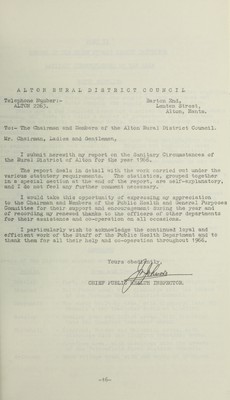 ALTON RURAL DISTRICT COUNCIL
Telephone Number:-
ALTON 2263.
Barton End,
London Street,
Alton, Hants.
To:- The Chairman and Members of the Alton Rural District Council.
Mr. Chairman, Ladies and Gentlemen,
I submit herewith my report on the Sanitary Circumstances of
the Rural District of Alton for the year 1964.
The report deals in detail with the work carried out under the
various statutory requirements. The statistics, grouped together
in a special section at the end of the report, are self-explanatory,
and I do not feel any further comment necessary.
I would take this opportunity of expressing my appreciation
to the Chairman and Members of the Public Health and General Purposes
Committee for their support and encouragement during the year and
of recording my renewed thanks to the officers of other departments
for their assistance and co-operation on all occasions.
I particularly wish to acknowledge the continued loyal and
efficient work of the Staff of the Public Health Department and to
thank them for all their help and co-operation throughout 1964.
Yours obediently,
CHIEF PUBLIC HEALTH INSPECTOR.